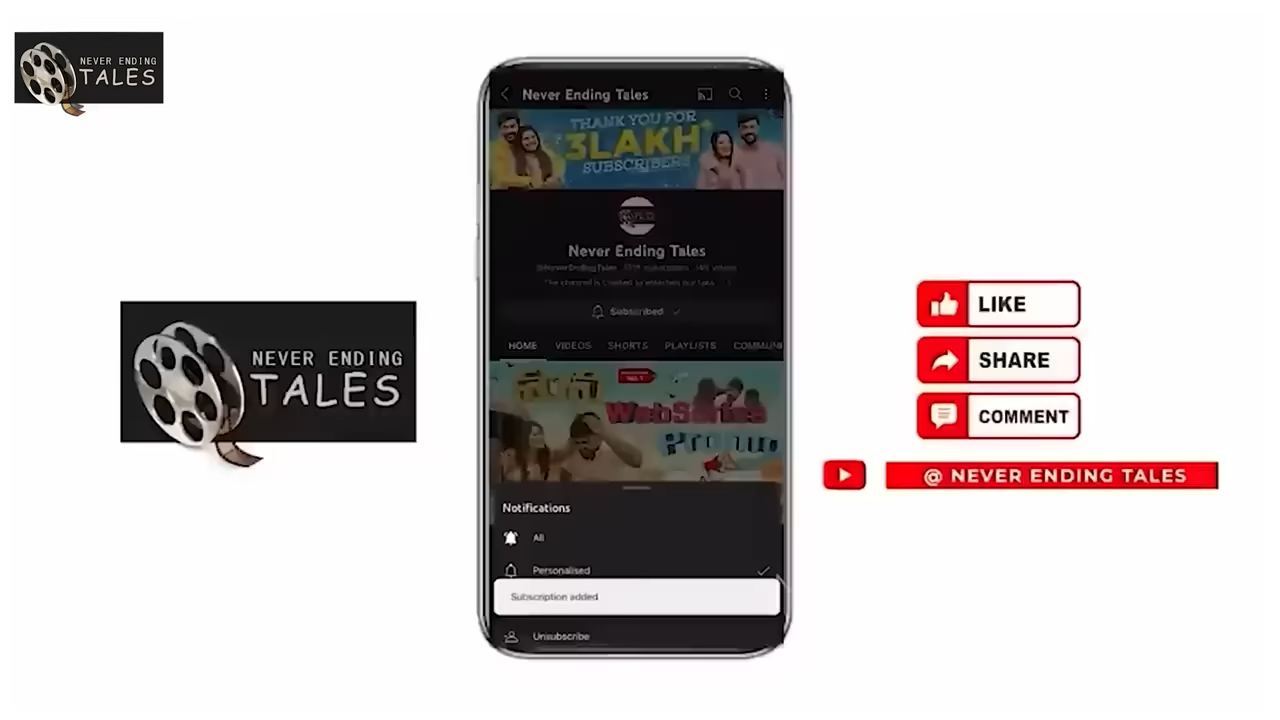 NEVER ENDING
TALES
Never Ending Tales
THANK YOU FOR
3LAKH+
SUBSCRIBERS
Never Ending Tales
Subscribed
HOME VIDEOS SHORTS PLAYLISTS COMMUN
WebSeries
Notifications
All
Personalised
Subscription added
Unsubscribe
NEVER ENDING
TALES
LIKE
SHARE
COMMENT
@ NEVER ENDING TALES